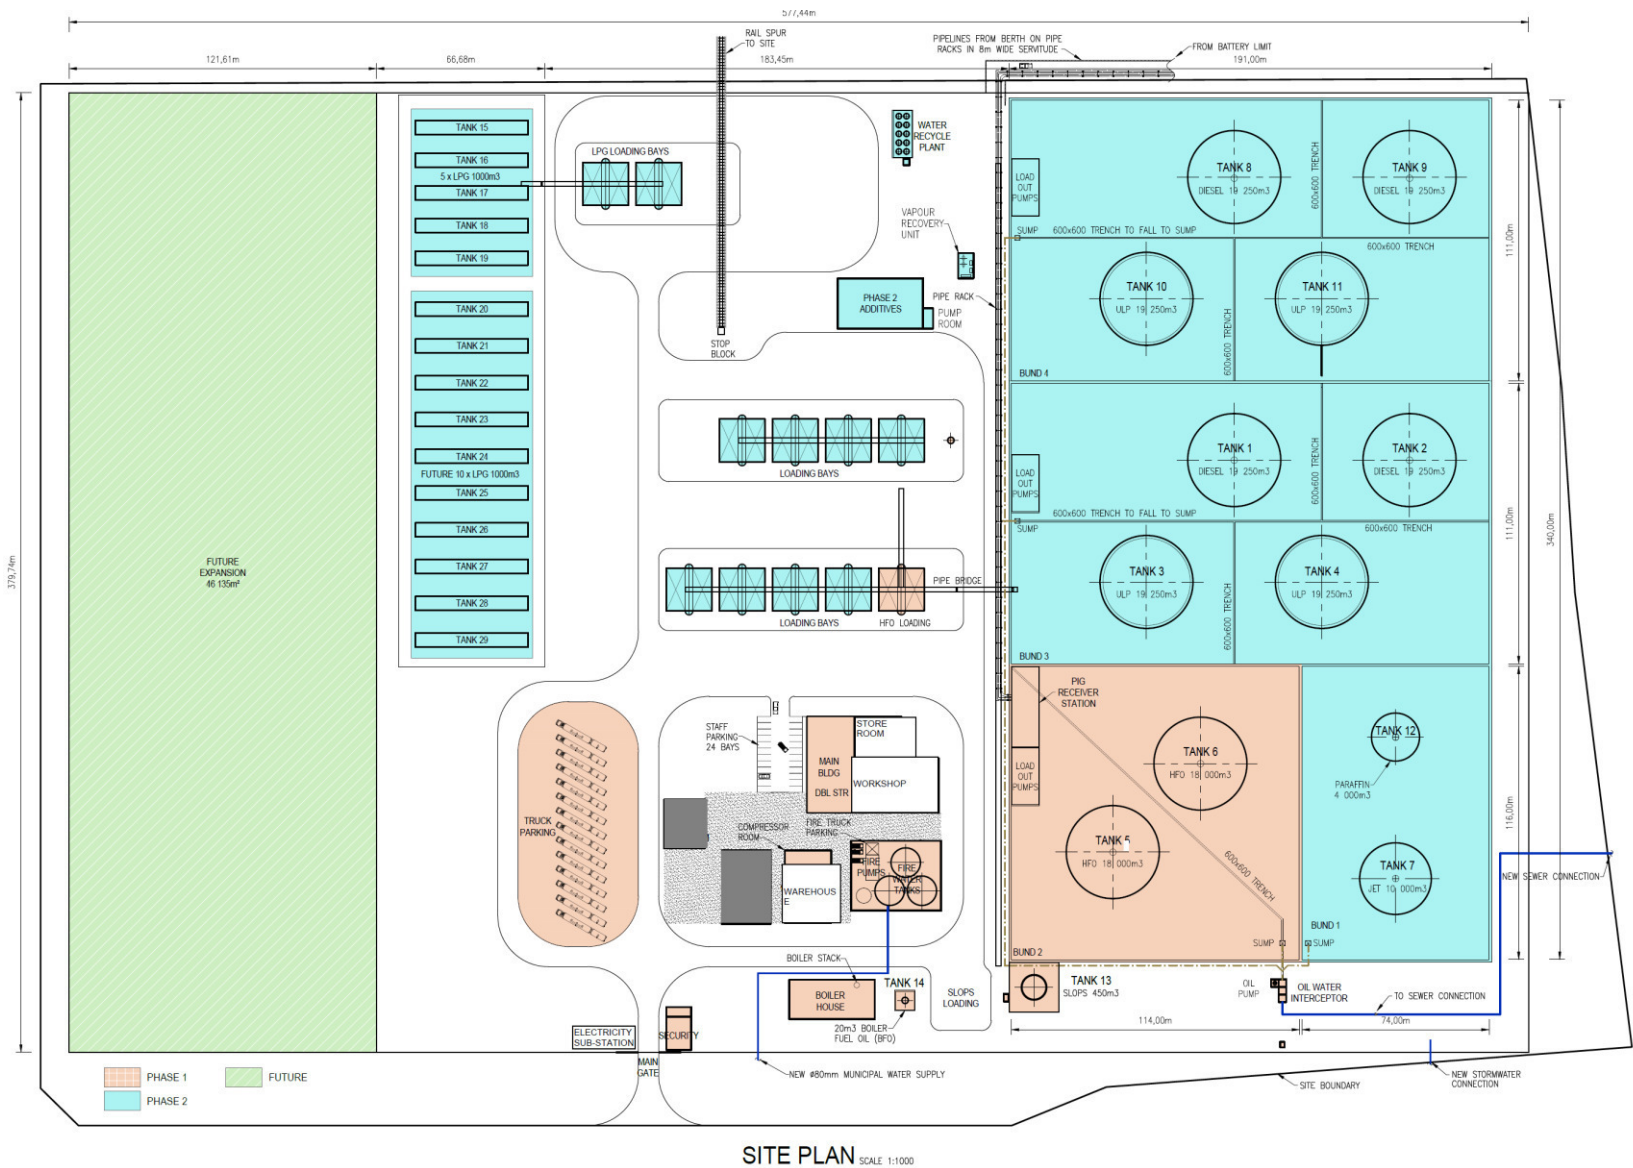 577,44m
RAIL SPUR
TO SITE
PIPELINES FROM BERTH ON PIPE
RACKS IN 8m WIDE SERVITUDE
FROM BATTERY LIMIT
121,61m
66,68m
183,45m
191,00m
TANK 15
TANK 16
5 x LPG 1000m3
TANK 17
TANK 18
TANK 19
TANK 20
TANK 21
TANK 22
TANK 23
TANK 24
FUTURE 10 x LPG 1000m3
TANK 25
TANK 26
TANK 27
TANK 28
TANK 29
LPG LOADING BAYS
WATER
RECYCLE
PLANT
VAPOUR
RECOVERY
UNIT
PHASE 2
ADDITIVES
PUMP
ROOM
PIPE RACK
STOP
BLOCK
LOADING BAYS
LOADING BAYS
HFO LOADING
PIPE BRIDGE
LOAD
OUT
PUMPS
TANK 8
DIESEL 19 250m3
600x600 TRENCH
TANK 9
DIESEL 19 250m3
SUMP
600x600 TRENCH TO FALL TO SUMP
600x600 TRENCH
TANK 10
ULP 19 250m3
600x600 TRENCH
TANK 11
ULP 19 250m3
BUND 4
111,00m
LOAD
OUT
PUMPS
TANK 1
DIESEL 19 250m3
600x600 TRENCH
TANK 2
DIESEL 19 250m3
SUMP
600x600 TRENCH TO FALL TO SUMP
600x600 TRENCH
TANK 3
ULP 19 250m3
600x600 TRENCH
TANK 4
ULP 19 250m3
BUND 3
111,00m
340,00m
379,74m
FUTURE
EXPANSION
46 135m²
PIG
RECEIVER
STATION
LOAD
OUT
PUMPS
TANK 6
HFO 18 000m3
TANK 5
HFO 18 000m3
600x600 TRENCH
SUMP
BUND 2
TANK 12
PARAFFIN
4 000m3
TANK 7
JET 10 000m3
BUND 1
SUMP
116,00m
NEW SEWER CONNECTION
STAFF
PARKING
24 BAYS
STORE
ROOM
MAIN
BLDG
DBL STR
WORKSHOP
TRUCK
PARKING
COMPRESSOR
ROOM
FIRE TRUCK
PARKING
FIRE
PUMPS
FIRE
WATER
TANKS
WAREHOUS
E
BOILER STACK
BOILER
HOUSE
TANK 14
20m3 BOILER
FUEL OIL (BFO)
SLOPS
LOADING
TANK 13
SLOPS 450m3
OIL
PUMP
OIL WATER
INTERCEPTOR
TO SEWER CONNECTION
114,00m
74,00m
ELECTRICITY
SUB-STATION
SECURITY
MAIN
GATE
NEW ø80mm MUNICIPAL WATER SUPPLY
SITE BOUNDARY
NEW STORMWATER
CONNECTION
PHASE 1
FUTURE
PHASE 2
SITE PLAN SCALE 1:1000